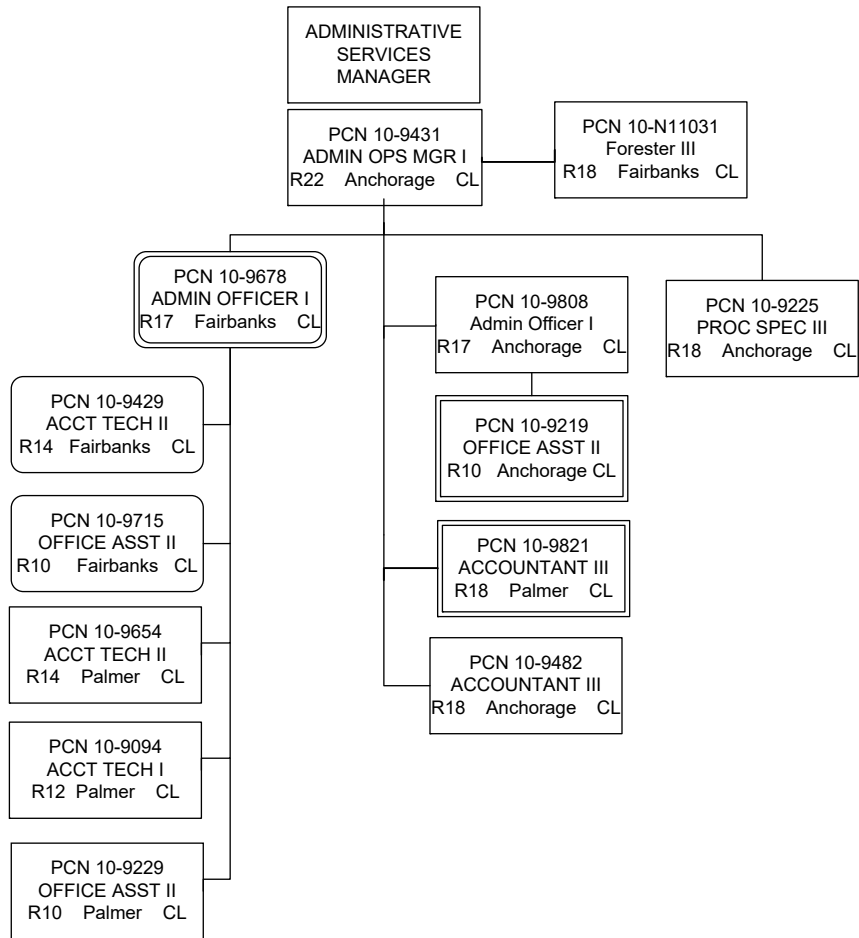 ADMINISTRATIVE
SERVICES
MANAGER
PCN 10-9431
ADMIN OPS MGR I
R22 Anchorage CL
PCN 10-N11031
Forester III
R18 Fairbanks CL
PCN 10-9678
ADMIN OFFICER I
R17 Fairbanks CL
PCN 10-9808
Admin Officer I
R17 Anchorage CL
PCN 10-9225
PROC SPEC III
R18 Anchorage CL
PCN 10-9429
ACCT TECH II
R14 Fairbanks CL
PCN 10-9219
OFFICE ASST II
R10 Anchorage CL
PCN 10-9715
OFFICE ASST II
R10 Fairbanks CL
PCN 10-9821
ACCOUNTANT III
R18 Palmer CL
PCN 10-9654
ACCT TECH II
R14 Palmer CL
PCN 10-9482
ACCOUNTANT III
R18 Anchorage CL
PCN 10-9094
ACCT TECH I
R12 Palmer CL
PCN 10-9229
OFFICE ASST II
R10 Palmer CL